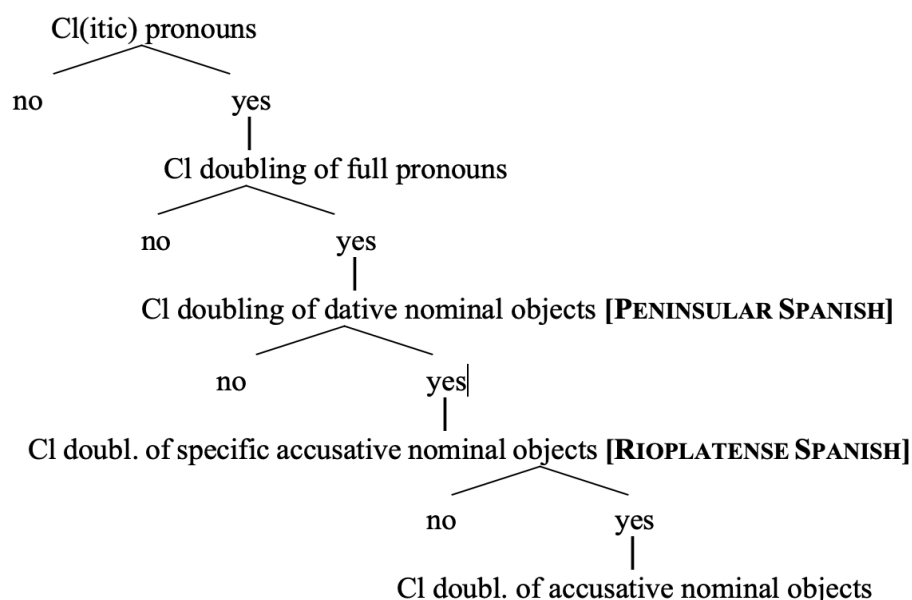 Cl(itic) pronouns
no yes
Cl doubling of full pronouns
no yes
Cl doubling of dative nominal objects [PENINSULAR SPANISH]
no yes
Cl doubl. of specific accusative nominal objects [RIOPLATENSE SPANISH]
no yes
Cl doubl. of accusative nominal objects